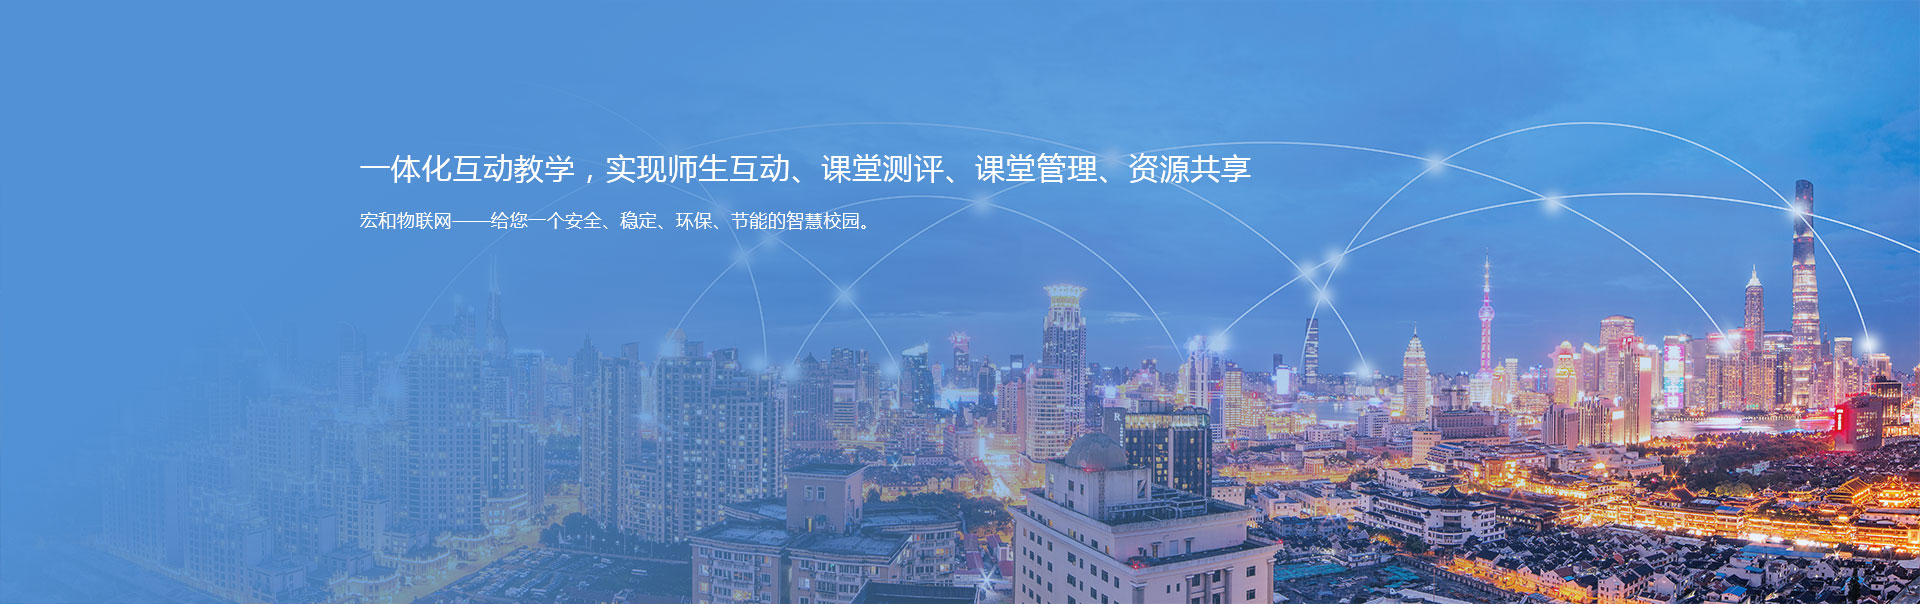 一体化互动教学，实现师生互动、课堂测评、课堂管理、资源共享
宏和物联网——给您一个安全、稳定、环保、节能的智慧校园。
R